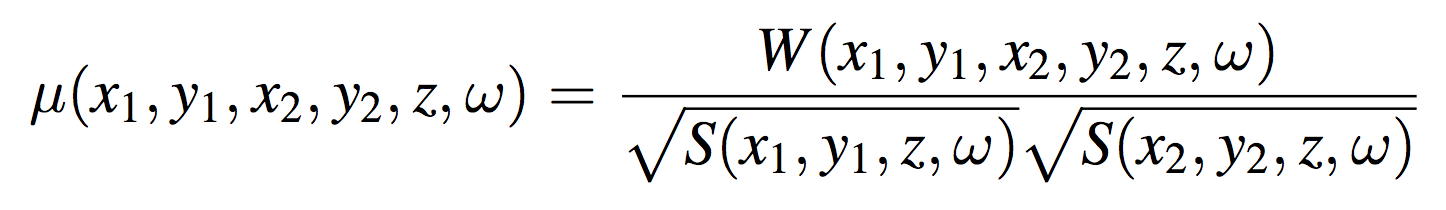 μ(x₁, y₁, x₂, y₂, z, ω) = W(x₁, y₁, x₂, y₂, z, ω) / √S(x₁, y₁, z, ω) √S(x₂, y₂, z, ω)